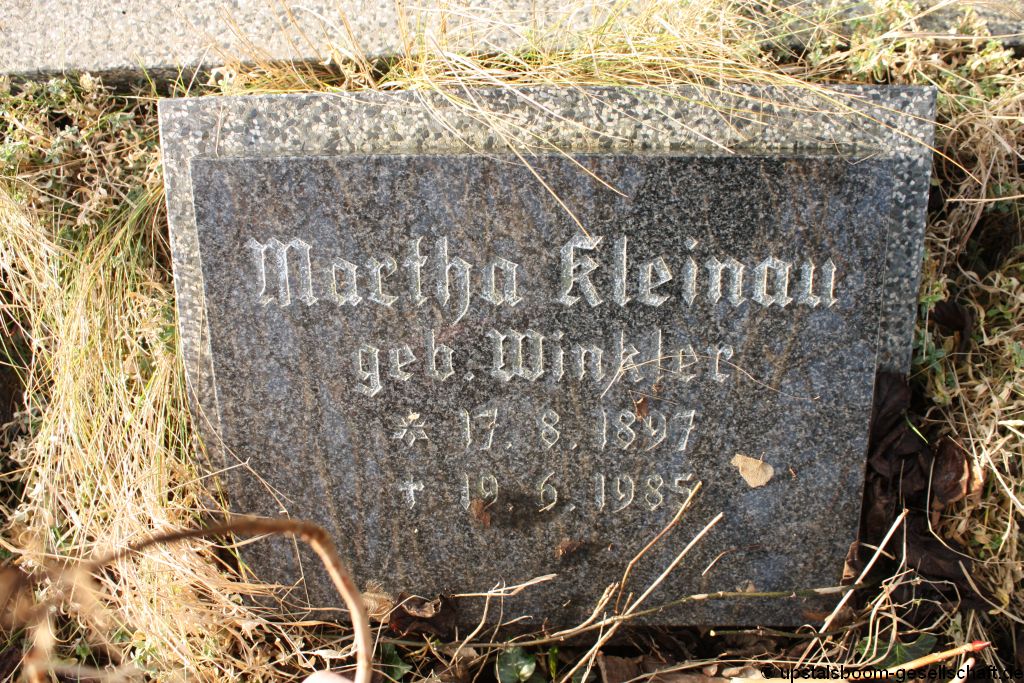 Martha Kleinau
geb. Winkler
* 17. 8. 1897
† 19. 6. 1985
© upstalsboom-gesellschaft.de